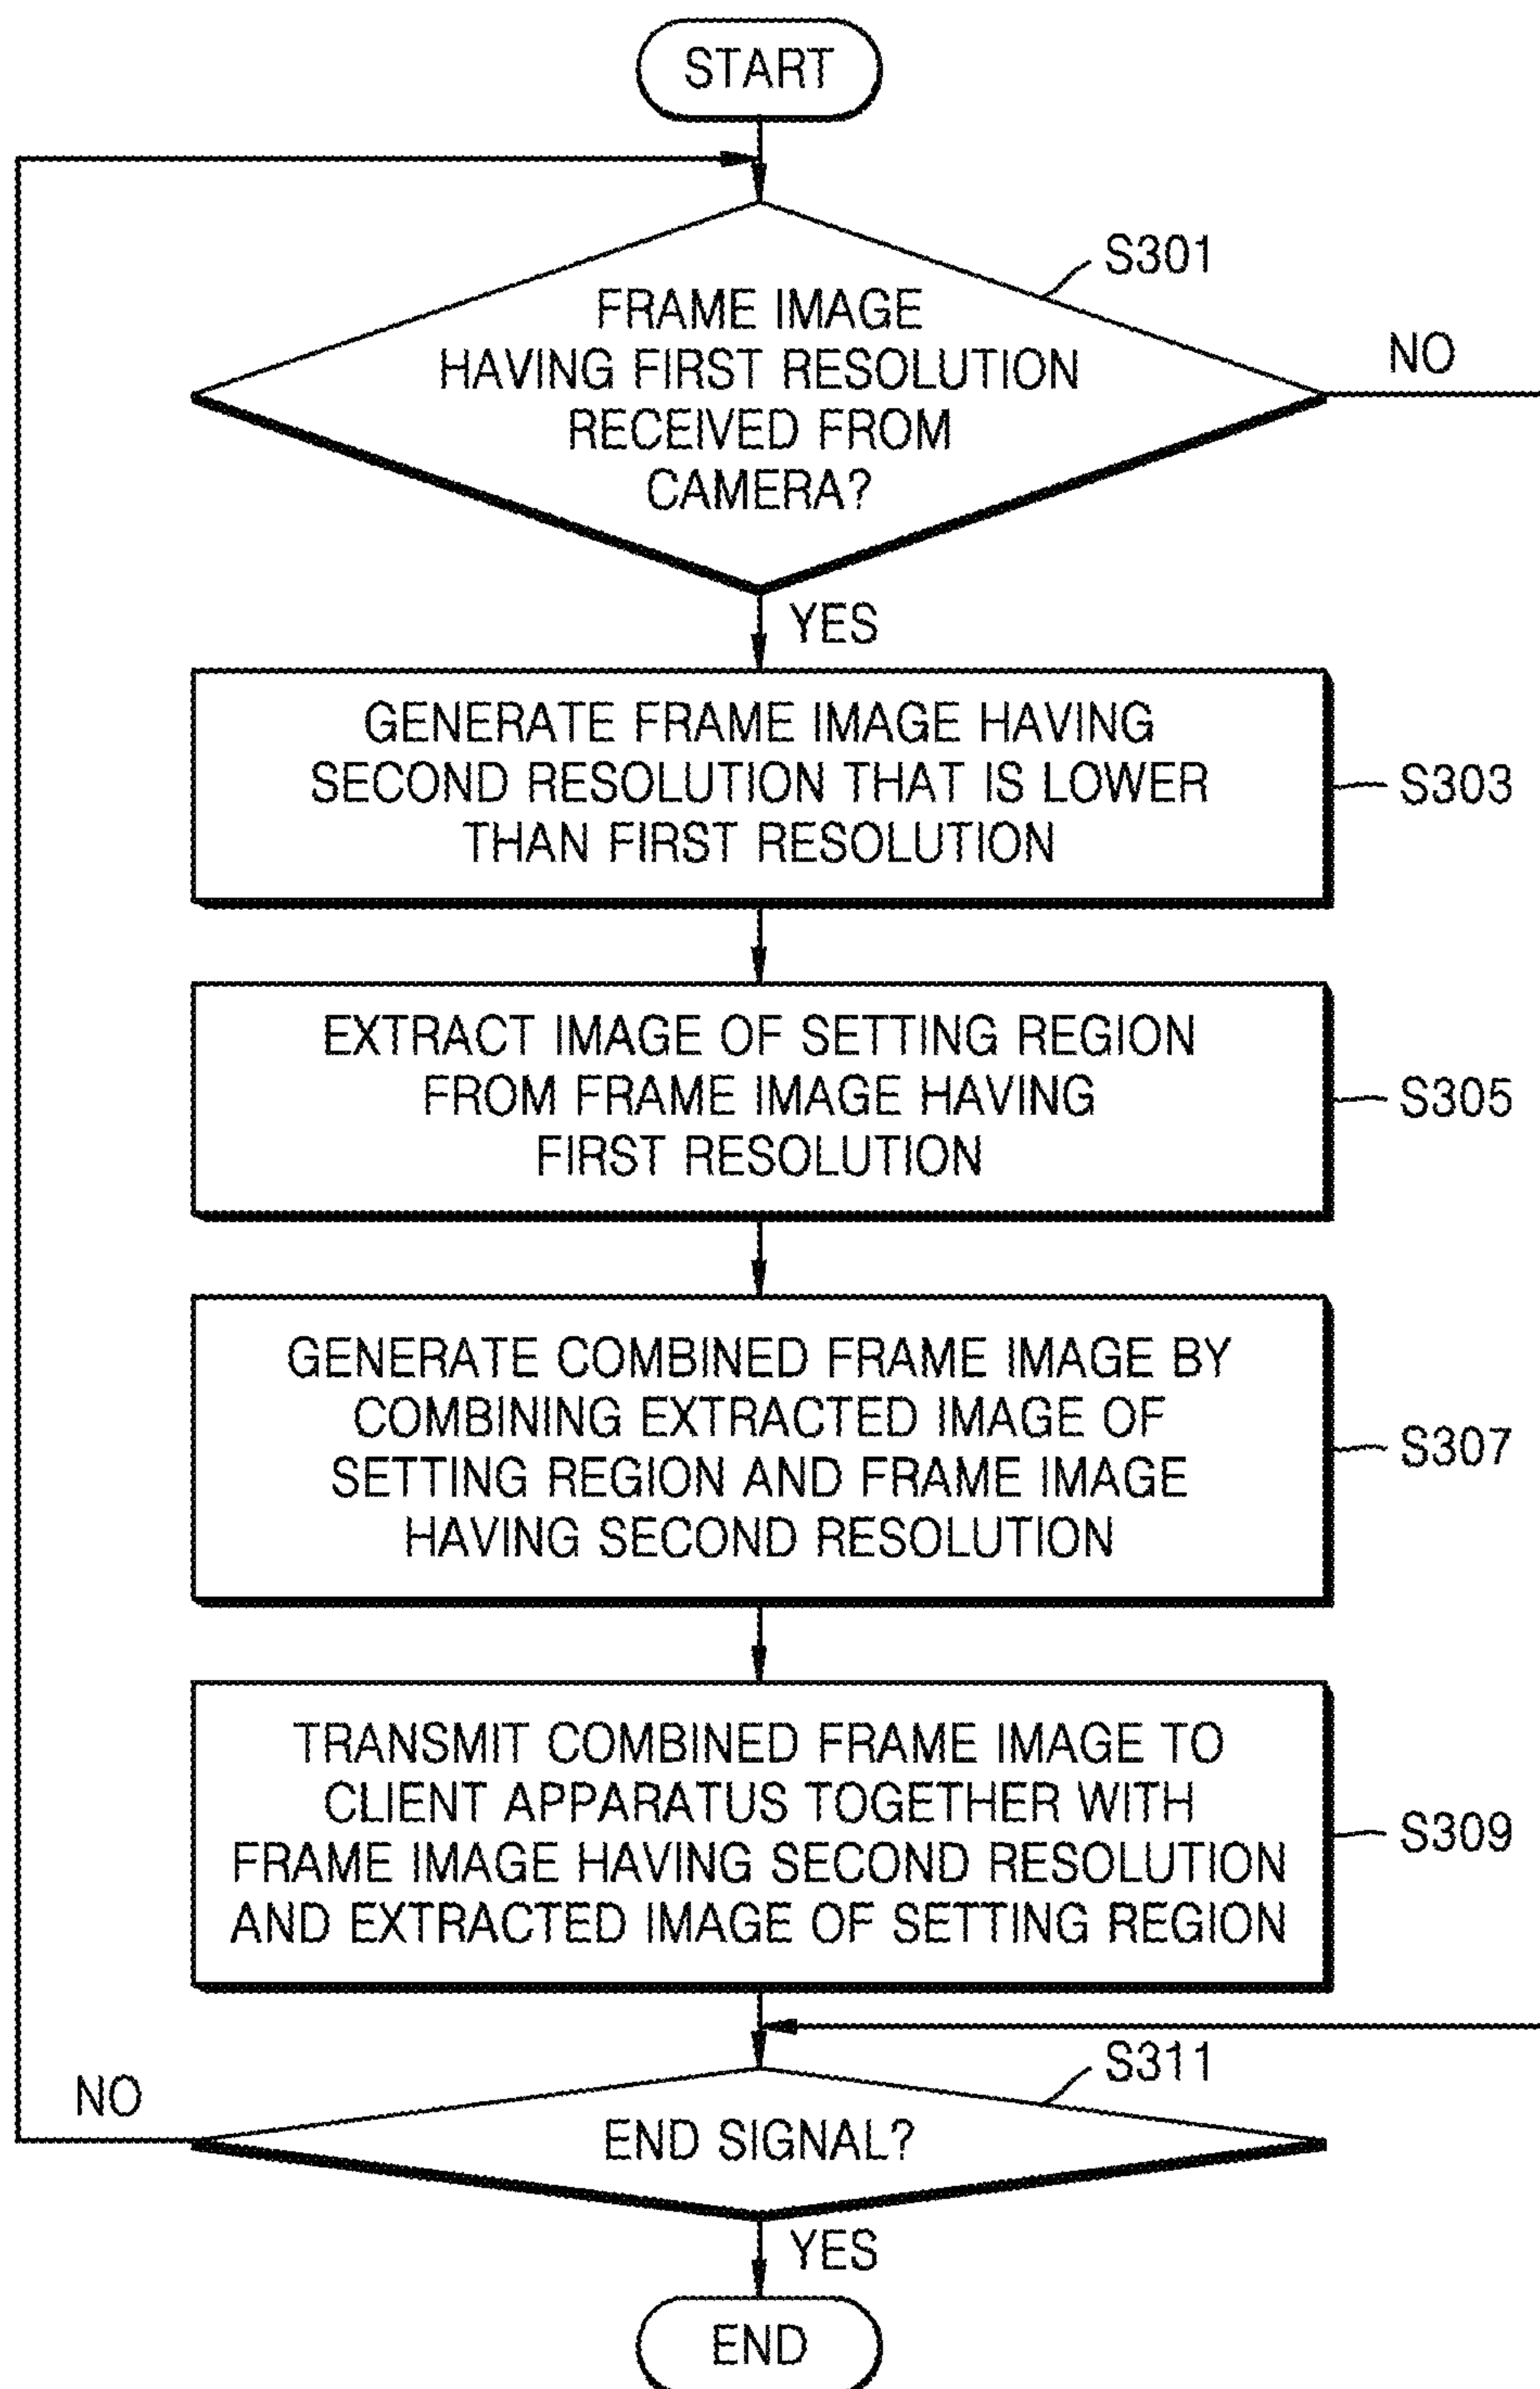 START
S301
FRAME IMAGE
HAVING FIRST RESOLUTION
RECEIVED FROM
CAMERA?
NO
YES
GENERATE FRAME IMAGE HAVING
SECOND RESOLUTION THAT IS LOWER
THAN FIRST RESOLUTION
S303
EXTRACT IMAGE OF SETTING REGION
FROM FRAME IMAGE HAVING
FIRST RESOLUTION
S305
GENERATE COMBINED FRAME IMAGE BY
COMBINING EXTRACTED IMAGE OF
SETTING REGION AND FRAME IMAGE
HAVING SECOND RESOLUTION
S307
TRANSMIT COMBINED FRAME IMAGE TO
CLIENT APPARATUS TOGETHER WITH
FRAME IMAGE HAVING SECOND RESOLUTION
AND EXTRACTED IMAGE OF SETTING REGION
S309
S311
NO
END SIGNAL?
YES
END